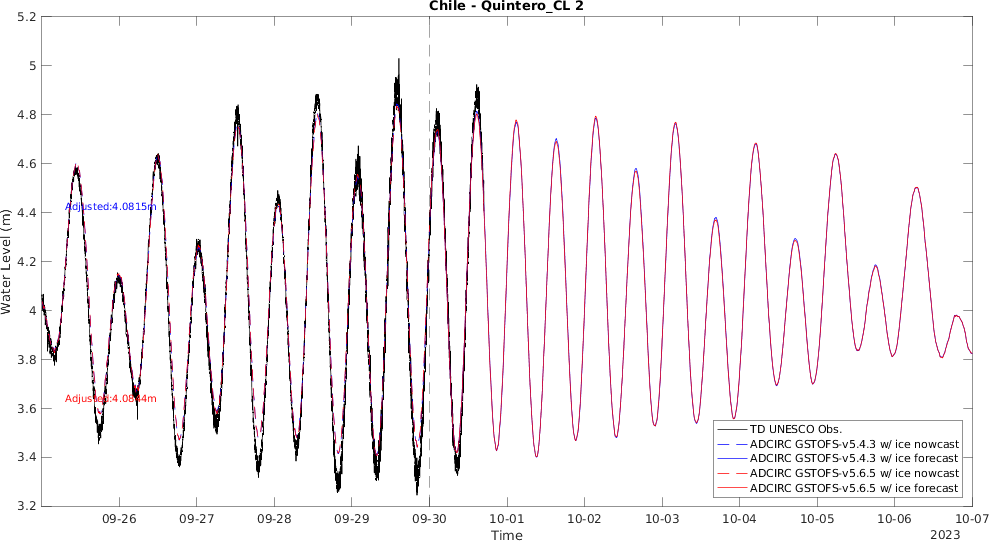 Chile - Quintero_CL 2
5.2
5
4.8
4.6
4.4
4.2
4
3.8
3.6
3.4
3.2
Water Level (m)
Adjusted:4.0815m
Adjusted:4.0844m
TD UNESCO Obs.
ADCIRC GSTOFS-v5.4.3 w/ ice nowcast
ADCIRC GSTOFS-v5.4.3 w/ ice forecast
ADCIRC GSTOFS-v5.6.5 w/ ice nowcast
ADCIRC GSTOFS-v5.6.5 w/ ice forecast
09-26 09-27 09-28 09-29 09-30 10-01 10-02 10-03 10-04 10-05 10-06 10-07
Time
2023